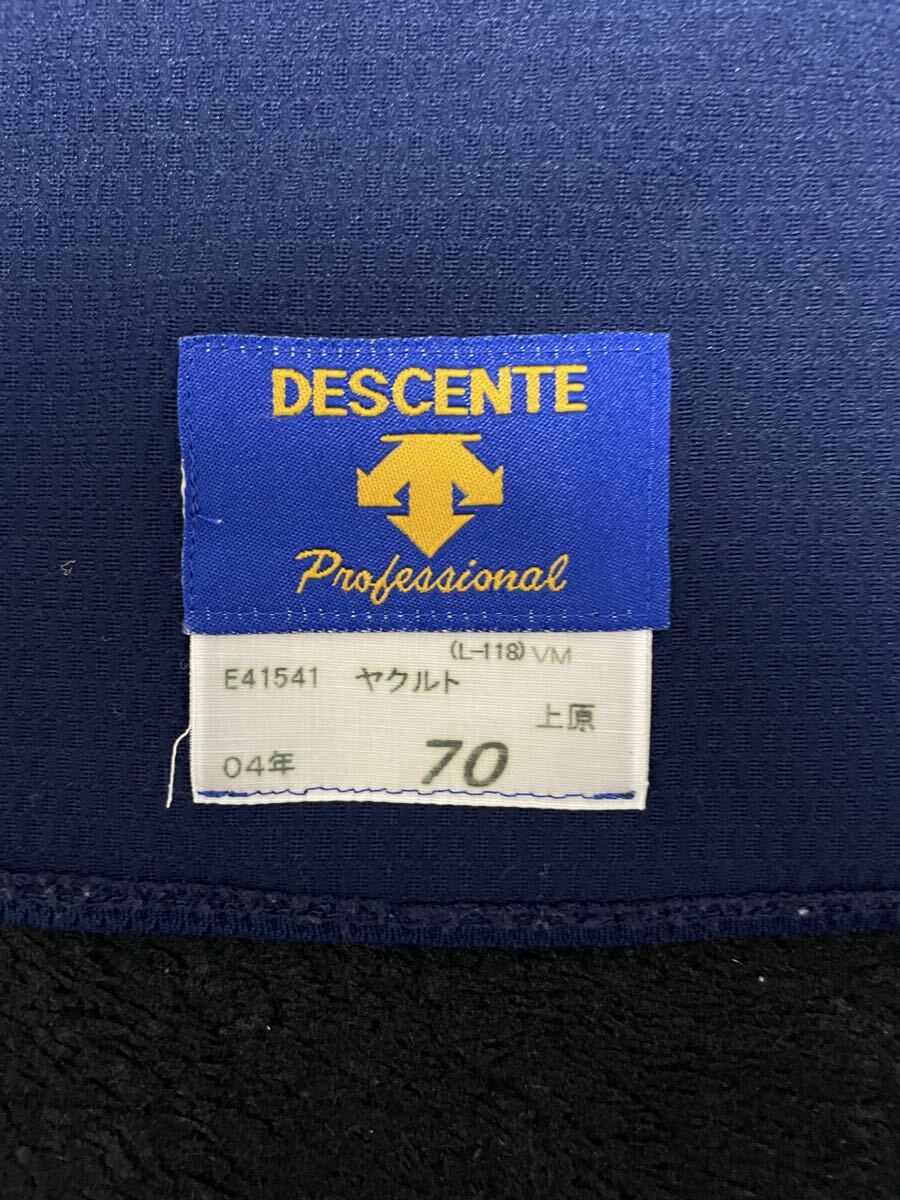 DESCENTE
Professional
(L-118) VM
E41541 ヤクルト
上原
04年 70